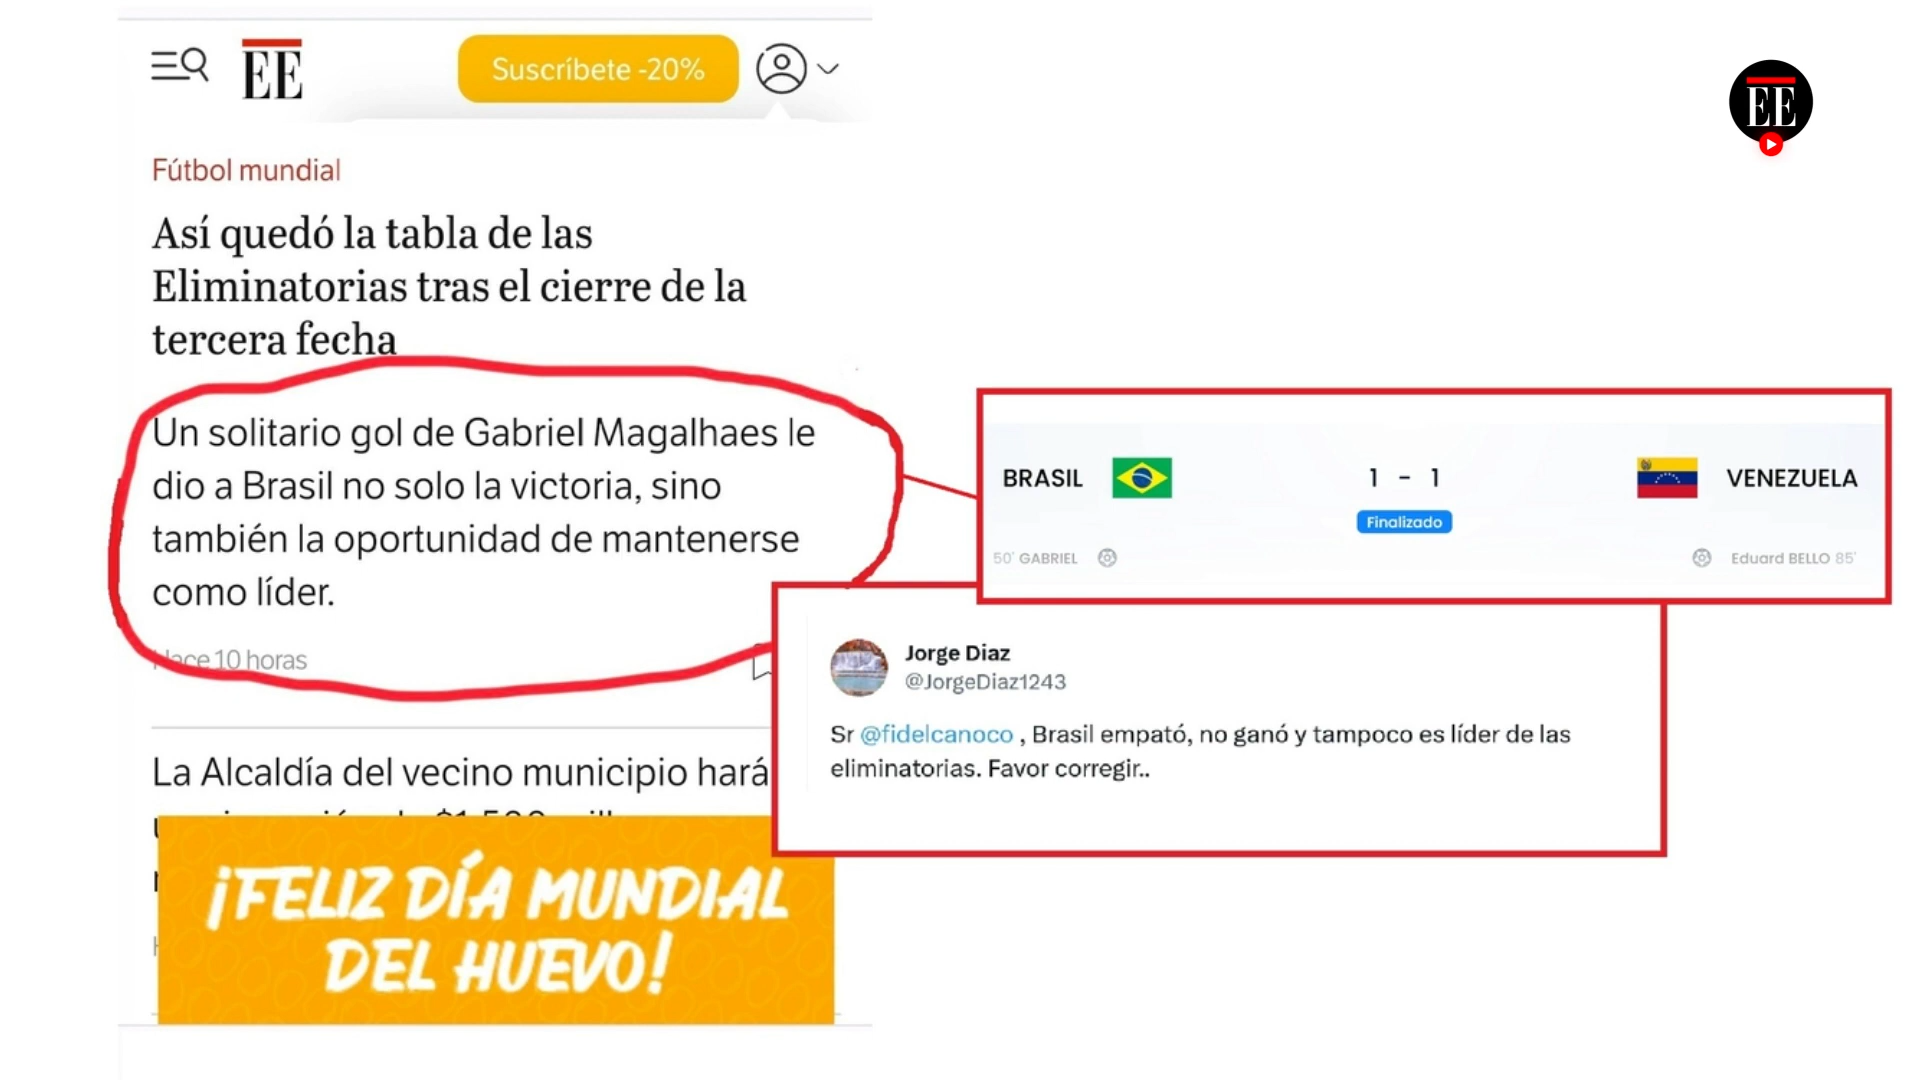 EE
Suscríbete -20%
EE
Fútbol mundial
Así quedó la tabla de las
Eliminatorias tras el cierre de la
tercera fecha
Un solitario gol de Gabriel Magalhaes le
dio a Brasil no solo la victoria, sino
también la oportunidad de mantenerse
como líder.
Hace 10 horas
BRASIL 1 - 1 VENEZUELA
Finalizado
50' GABRIEL
Eduard BELLO 85'
Jorge Diaz
@JorgeDiaz1243
Sr @fidelcanoco , Brasil empató, no ganó y tampoco es líder de las
eliminatorias. Favor corregir..
La Alcaldía del vecino municipio hará
¡FELIZ DÍA MUNDIAL
DEL HUEVO!